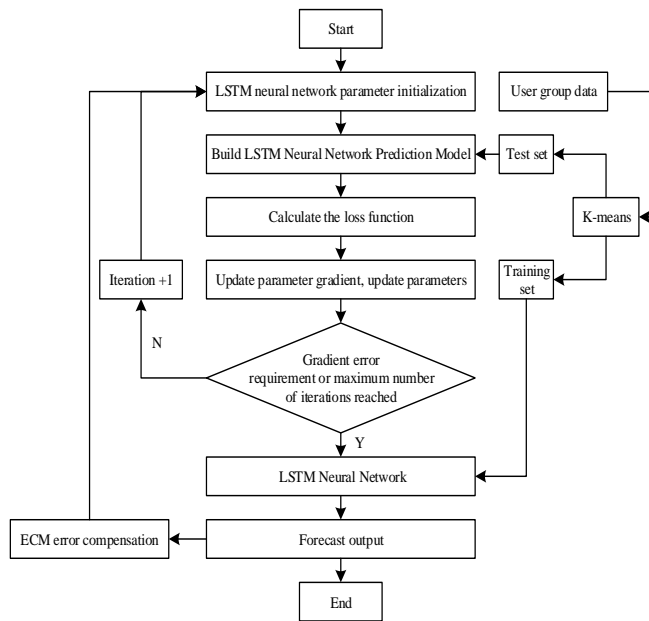 Start
LSTM neural network parameter initialization
User group data
Build LSTM Neural Network Prediction Model
Test set
Calculate the loss function
K-means
Iteration +1
Update parameter gradient, update parameters
Training
set
N
Gradient error
requirement or maximum number
of iterations reached
Y
LSTM Neural Network
ECM error compensation
Forecast output
End